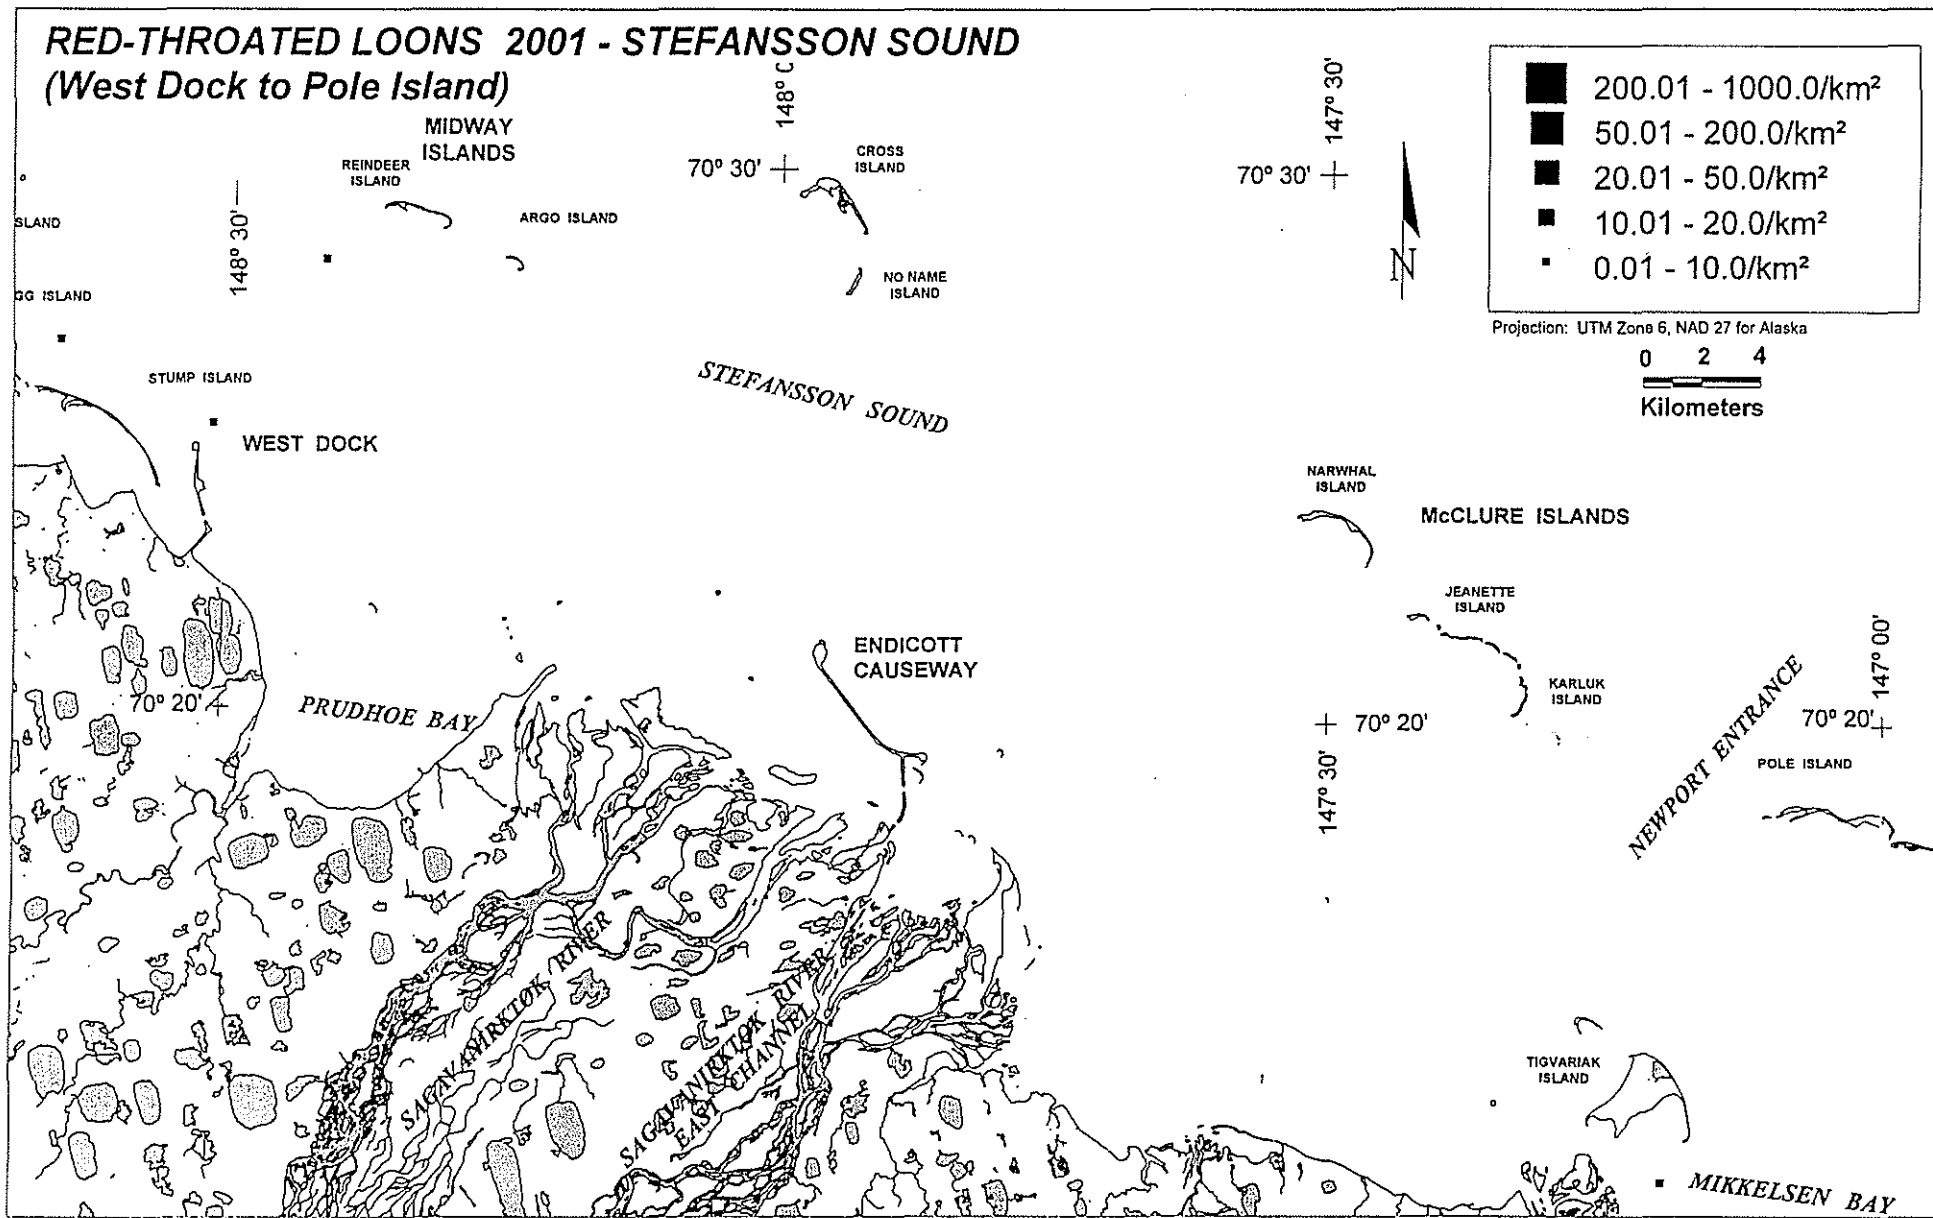 RED-THROATED LOONS 2001 - STEFANSSON SOUND
(West Dock to Pole Island)
200.01 - 1000.0/km²
50.01 - 200.0/km²
20.01 - 50.0/km²
10.01 - 20.0/km²
0.01 - 10.0/km²
Projection: UTM Zone 6, NAD 27 for Alaska
0 2 4
Kilometers
N
148° 30'
148° C
147° 30'
70° 30'
70° 30'
MIDWAY
ISLANDS
REINDEER
ISLAND
ARGO ISLAND
CROSS
ISLAND
NO NAME
ISLAND
SLAND
GG ISLAND
STUMP ISLAND
WEST DOCK
STEFANSSON SOUND
NARWHAL
ISLAND
McCLURE ISLANDS
JEANETTE
ISLAND
KARLUK
ISLAND
ENDICOTT
CAUSEWAY
PRUDHOE BAY
70° 20'
70° 20'
147° 30'
70° 20'
147° 00'
NEWPORT ENTRANCE
POLE ISLAND
SAGAVANIRKTOK RIVER
SAGAVANIRKTOK RIVER
EAST CHANNEL
TIGVARIAK
ISLAND
MIKKELSEN BAY